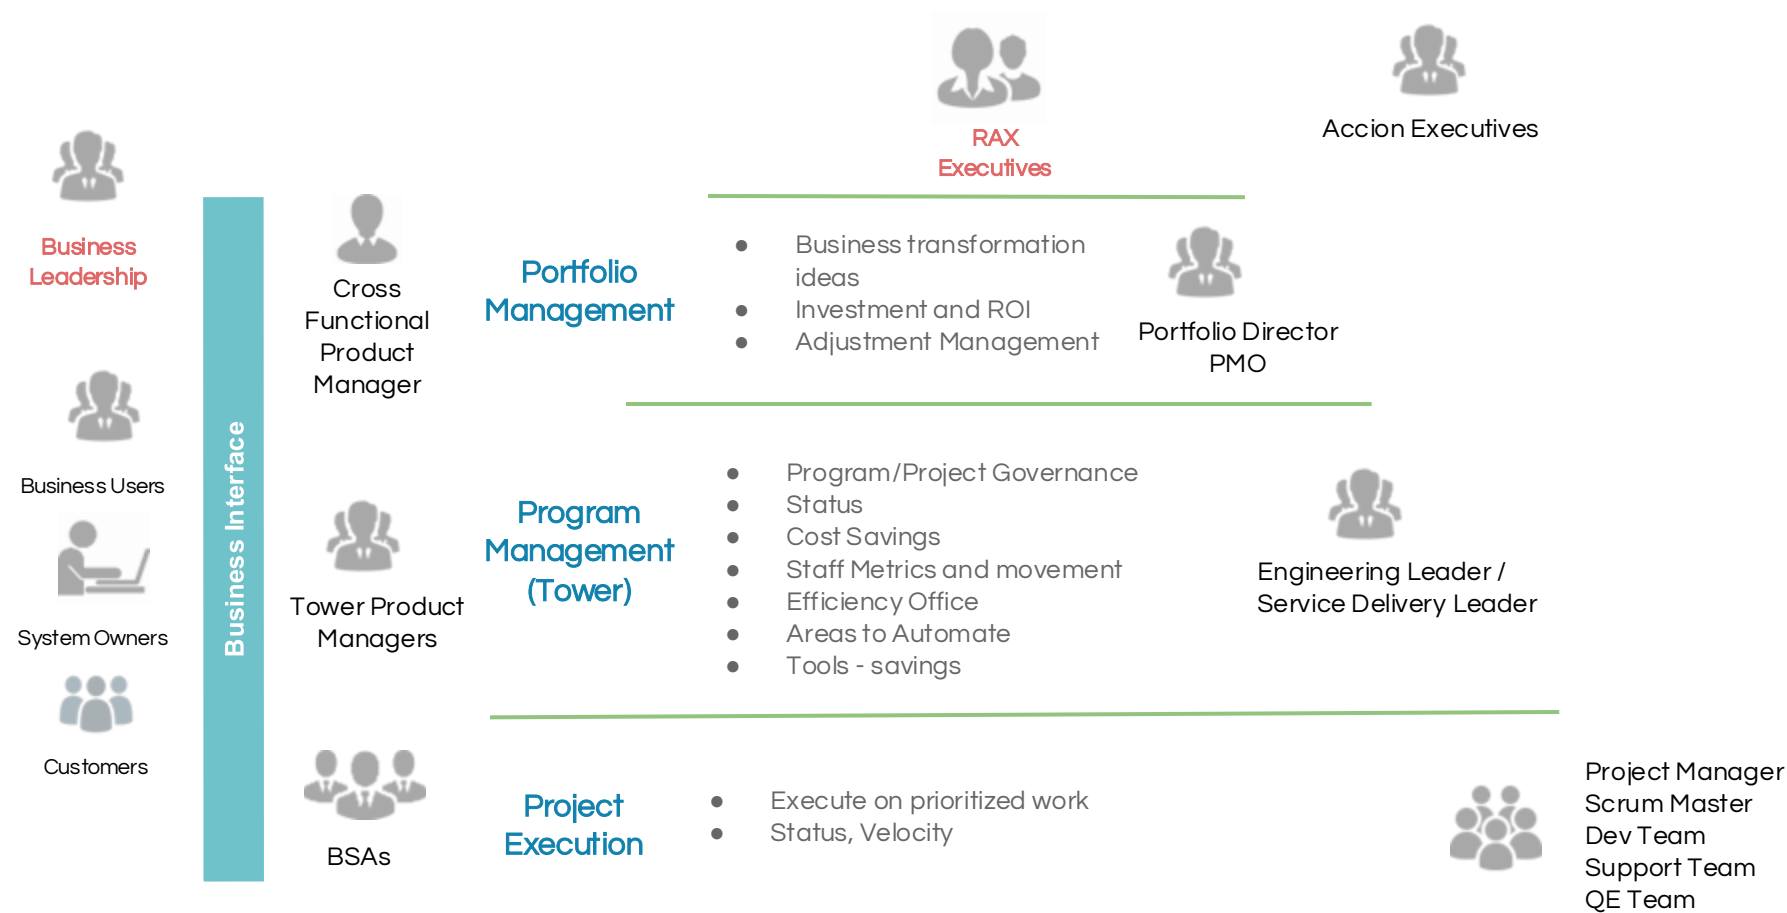 RAX
Executives
Accion Executives
Business
Leadership
Business Users
System Owners
Customers
Business Interface
Cross
Functional
Product
Manager
Portfolio
Management
● Business transformation
ideas
● Investment and ROI
● Adjustment Management
Portfolio Director
PMO
Tower Product
Managers
Program
Management
(Tower)
● Program/Project Governance
● Status
● Cost Savings
● Staff Metrics and movement
● Efficiency Office
● Areas to Automate
● Tools - savings
Engineering Leader /
Service Delivery Leader
BSAs
Project
Execution
● Execute on prioritized work
● Status, Velocity
Project Manager
Scrum Master
Dev Team
Support Team
QE Team